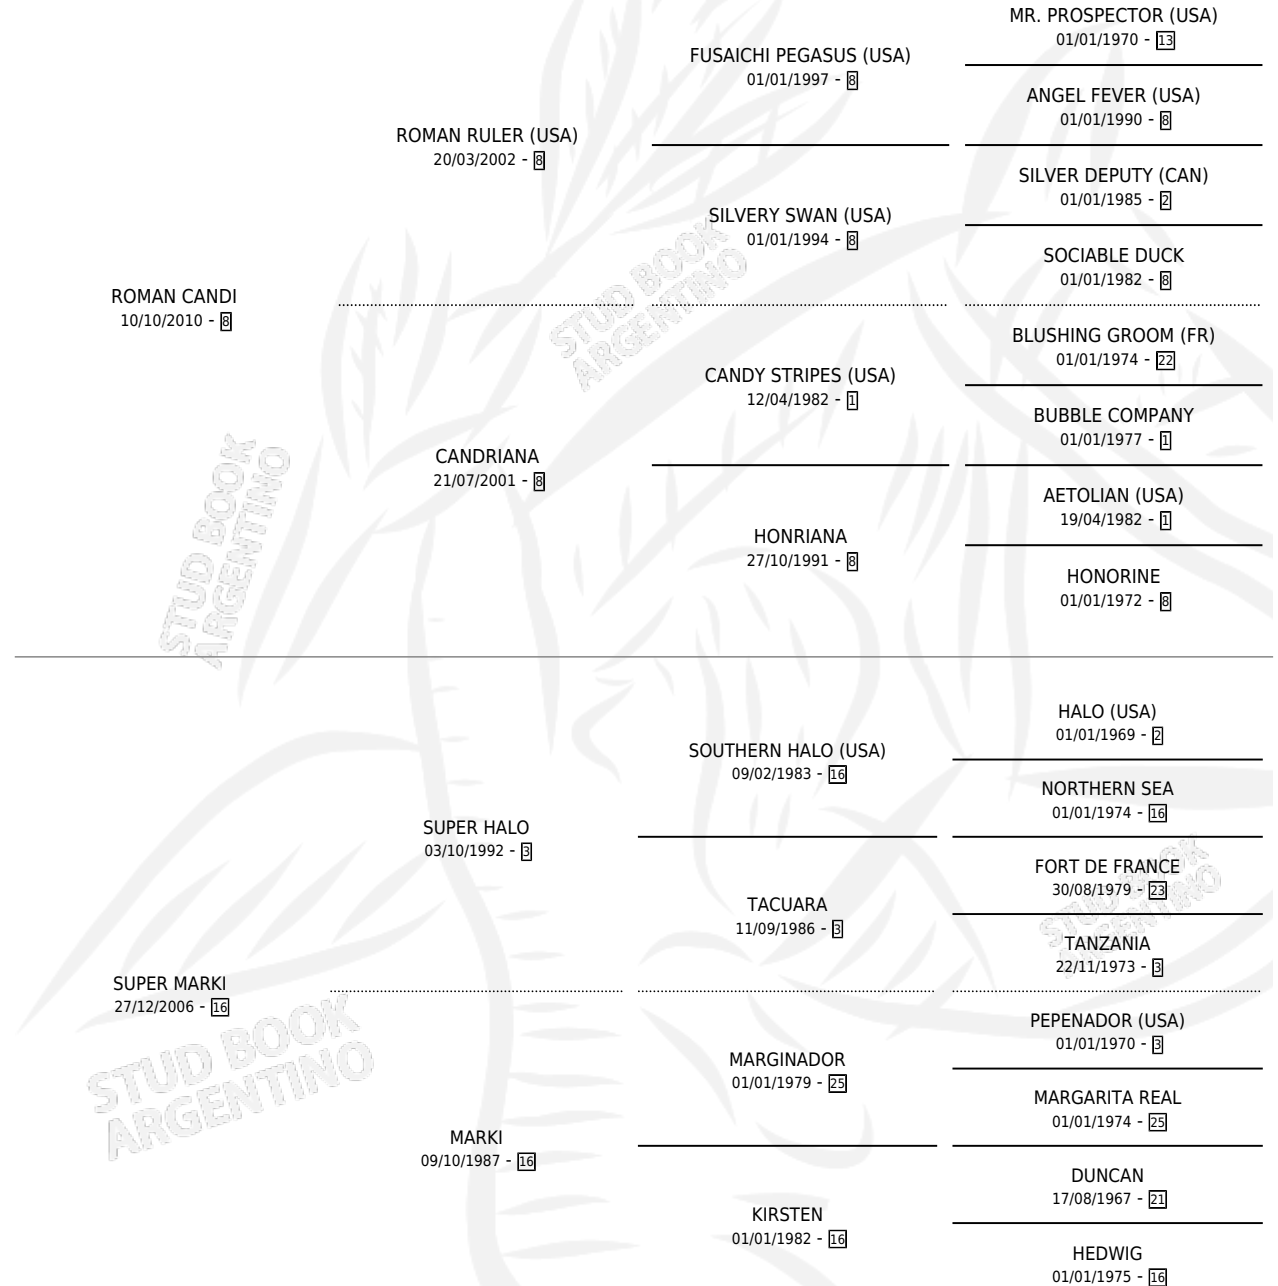 MR. PROSPECTOR (USA)
01/01/1970 - 13
FUSAICHI PEGASUS (USA)
01/01/1997 - 8
ANGEL FEVER (USA)
01/01/1990 - 8
ROMAN RULER (USA)
20/03/2002 - 8
SILVER DEPUTY (CAN)
01/01/1985 - 2
SILVERY SWAN (USA)
01/01/1994 - 8
SOCIABLE DUCK
01/01/1982 - 8
ROMAN CANDI
10/10/2010 - 8
STUD BOOK
ARGENTINO
BLUSHING GROOM (FR)
01/01/1974 - 22
CANDY STRIPES (USA)
12/04/1982 - 1
BUBBLE COMPANY
01/01/1977 - 1
CANDRIANA
21/07/2001 - 8
AETOLIAN (USA)
19/04/1982 - 1
HONRIANA
27/10/1991 - 8
HONORINE
01/01/1972 - 8
STUD BOOK
ARGENTINO
HALO (USA)
01/01/1969 - 2
SOUTHERN HALO (USA)
09/02/1983 - 16
NORTHERN SEA
01/01/1974 - 16
SUPER HALO
03/10/1992 - 3
FORT DE FRANCE
30/08/1979 - 23
TACUARA
11/09/1986 - 3
STUD BOOK
ARGENTINO
TANZANIA
22/11/1973 - 3
SUPER MARKI
27/12/2006 - 16
PEPENADOR (USA)
01/01/1970 - 3
MARGINADOR
01/01/1979 - 25
MARGARITA REAL
01/01/1974 - 25
STUD BOOK
ARGENTINO
MARKI
09/10/1987 - 16
DUNCAN
17/08/1967 - 21
KIRSTEN
01/01/1982 - 16
HEDWIG
01/01/1975 - 16